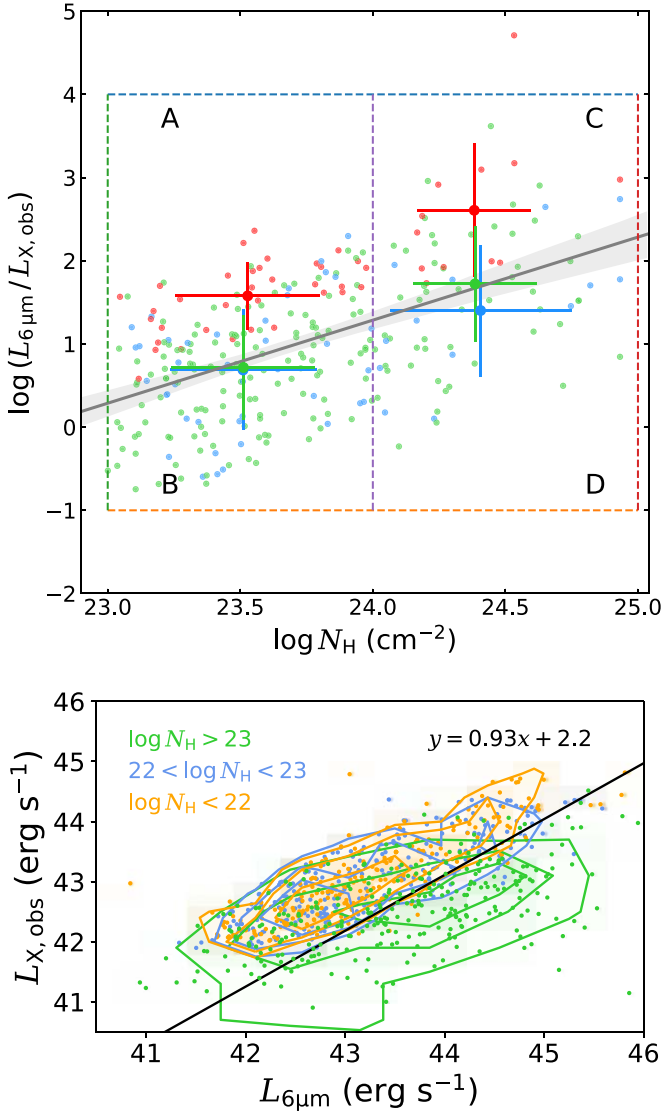 5
4
3
2
1
0
−1
−2
log (L6 μm / LX, obs)
A
C
B
D
23.0 23.5 24.0 24.5 25.0
log NH (cm−2)
46
45
44
43
42
41
LX, obs (erg s−1)
log NH > 23
y = 0.93x + 2.2
22 < log NH < 23
log NH < 22
41 42 43 44 45 46
L6μm (erg s−1)